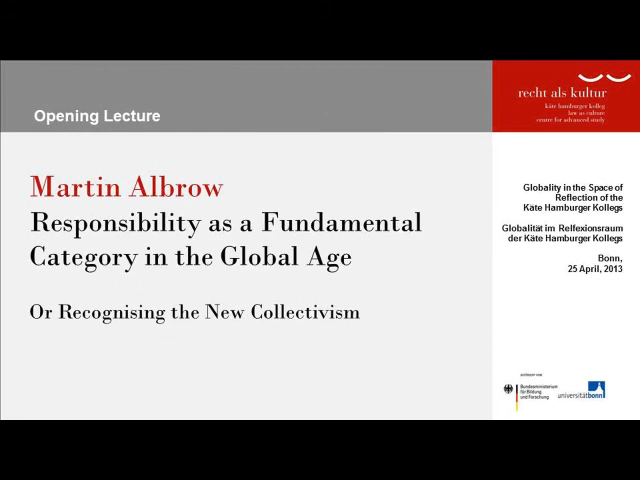 Opening Lecture
Martin Albrow
Responsibility as a Fundamental
Category in the Global Age
Or Recognising the New Collectivism
recht als kultur
käte hamburger kolleg
law as culture
centre for advanced study
Globality in the Space of
Reflection of the
Käte Hamburger Kollegs
Globalität im Relfexionsraum
der Käte Hamburger Kollegs
Bonn,
25 April, 2013
Bundesministerium
für Bildung
und Forschung
universitätbonn